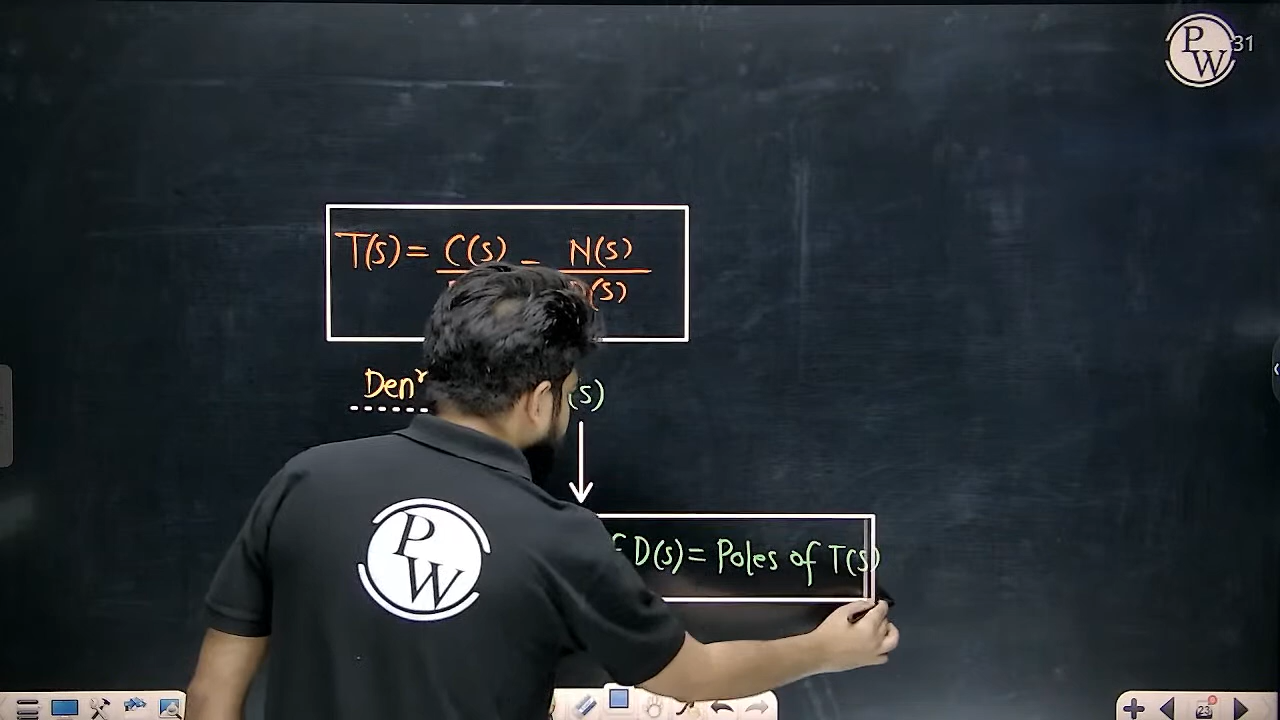 PW
31
T(s) = C(s) = N(s)
D(s)
Den^r (s)
D(s) = Poles of T(s)
PW
23